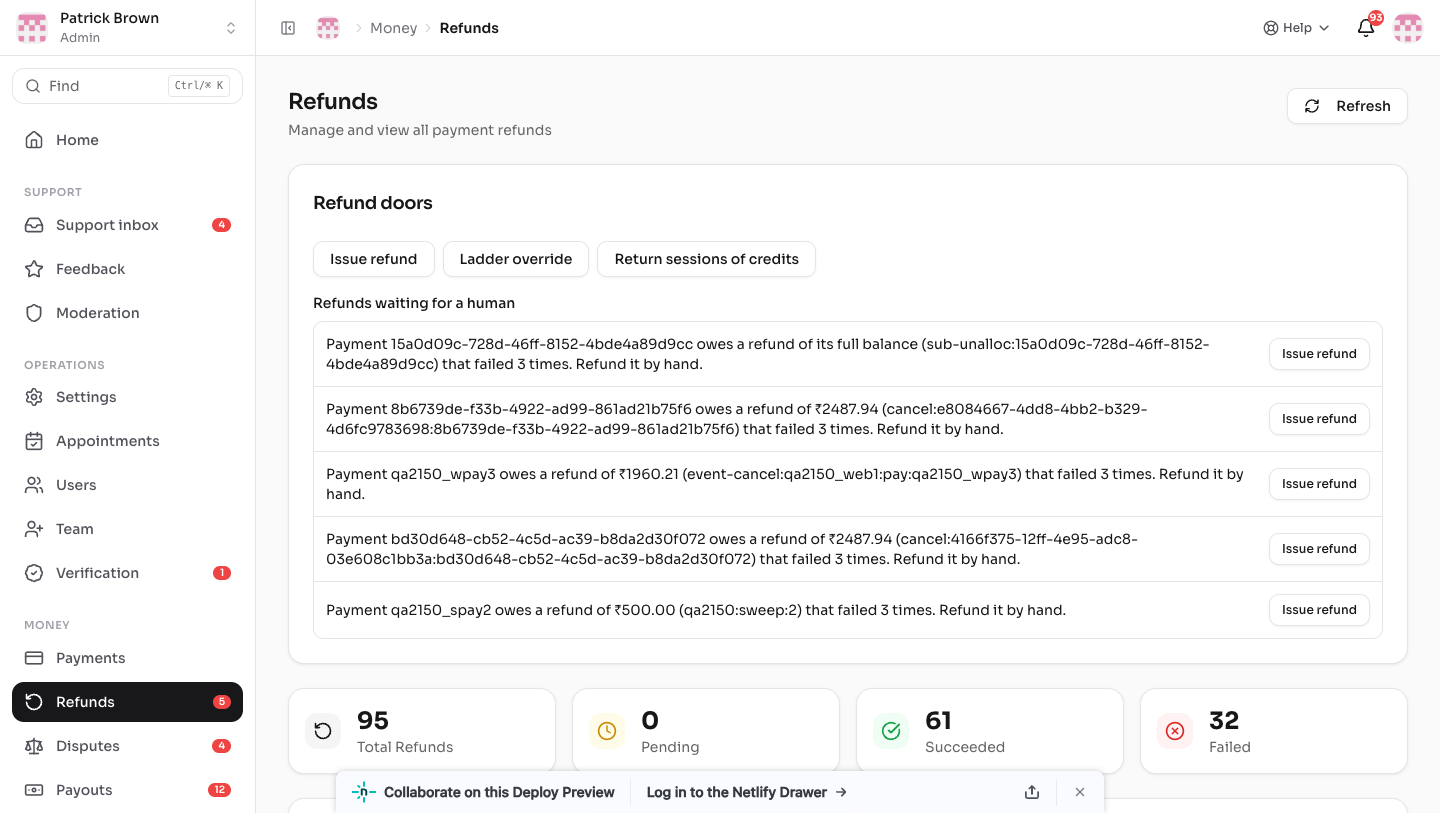 Patrick Brown
Admin
Money
Refunds
Help
93
Find
Ctrl/⌘ K
Home
SUPPORT
Support inbox 4
Feedback
Moderation
OPERATIONS
Settings
Appointments
Users
Team
Verification 1
MONEY
Payments
Refunds 5
Disputes 4
Payouts 12
Refunds
Manage and view all payment refunds
Refresh
Refund doors
Issue refund
Ladder override
Return sessions of credits
Refunds waiting for a human
Payment 15a0d09c-728d-46ff-8152-4bde4a89d9cc owes a refund of its full balance (sub-unalloc:15a0d09c-728d-46ff-8152-
4bde4a89d9cc) that failed 3 times. Refund it by hand.
Issue refund
Payment 8b6739de-f33b-4922-ad99-861ad21b75f6 owes a refund of ₹2487.94 (cancel:e8084667-4dd8-4bb2-b329-
4d6fc9783698:8b6739de-f33b-4922-ad99-861ad21b75f6) that failed 3 times. Refund it by hand.
Issue refund
Payment qa2150_wpay3 owes a refund of ₹1960.21 (event-cancel:qa2150_web1:pay:qa2150_wpay3) that failed 3 times. Refund it by
hand.
Issue refund
Payment bd30d648-cb52-4c5d-ac39-b8da2d30f072 owes a refund of ₹2487.94 (cancel:4166f375-12ff-4e95-adc8-
03e608c1bb3a:bd30d648-cb52-4c5d-ac39-b8da2d30f072) that failed 3 times. Refund it by hand.
Issue refund
Payment qa2150_spay2 owes a refund of ₹500.00 (qa2150:sweep:2) that failed 3 times. Refund it by hand.
Issue refund
95
Total Refunds
0
Pending
61
Succeeded
32
Failed
Collaborate on this Deploy Preview
Log in to the Netlify Drawer →